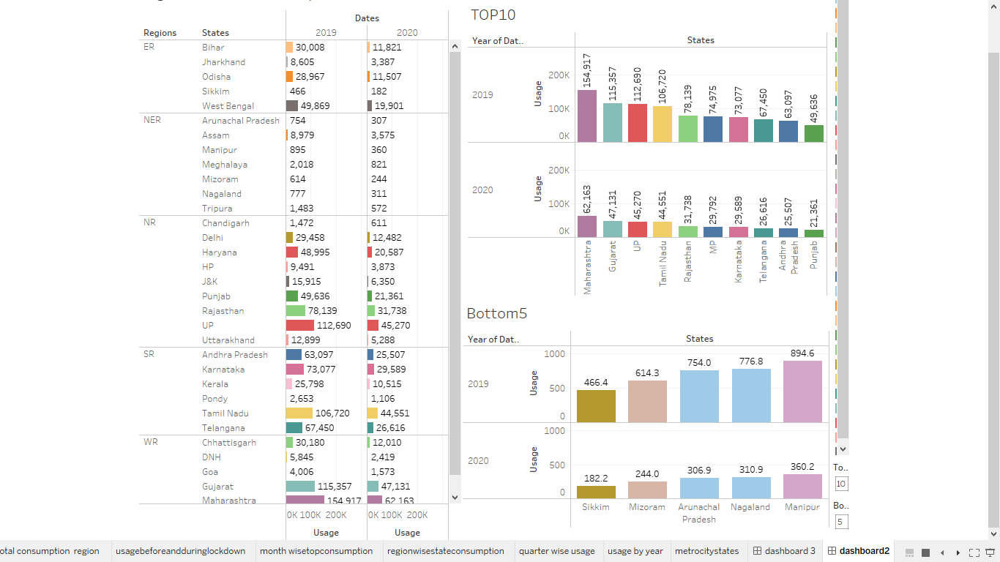 Dates
Regions States 2019 2020
ER Bihar 30,008 11,821
Jharkhand 8,605 3,387
Odisha 28,967 11,507
Sikkim 466 182
West Bengal 49,869 19,901
NER Arunachal Pradesh 754 307
Assam 8,979 3,575
Manipur 895 360
Meghalaya 2,018 821
Mizoram 614 244
Nagaland 777 311
Tripura 1,483 572
NR Chandigarh 1,472 611
Delhi 29,458 12,482
Haryana 48,995 20,587
HP 9,491 3,873
J&K 15,915 6,350
Punjab 49,636 21,361
Rajasthan 78,139 31,738
UP 112,690 45,270
Uttarakhand 12,899 5,288
SR Andhra Pradesh 63,097 25,507
Karnataka 73,077 29,589
Kerala 25,798 10,515
Pondy 2,653 1,106
Tamil Nadu 106,720 44,551
Telangana 67,450 26,616
WR Chhattisgarh 30,180 12,010
DNH 5,845 2,419
Goa 4,006 1,573
Gujarat 115,357 47,131
Maharashtra 154,917 62,163
0K 100K 200K 0K 100K 200K
Usage Usage
TOP10
Year of Dat.. States
2019
Usage
200K
100K
0K
154,917 115,357 112,690 106,720 78,139 74,975 73,077 67,450 63,097 49,636
2020
Usage
200K
100K
0K
62,163 47,131 45,270 44,551 31,738 29,792 29,589 26,616 25,507 21,361
Maharashtra Gujarat UP Tamil Nadu Rajasthan MP Karnataka Telangana Andhra Pradesh Punjab
Bottom5
Year of Dat.. States
2019
Usage
1000
500
0
466.4 614.3 754.0 776.8 894.6
2020
Usage
1000
500
0
182.2 244.0 306.9 310.9 360.2
Sikkim Mizoram Arunachal Nagaland Manipur
Pradesh
To..
10
Bo..
5
otal consumption region usagebeforeandduringlockdown month wisetopconsumption regionwisestateconsumption quarter wise usage usage by year metrocitystates dashboard 3 dashboard2